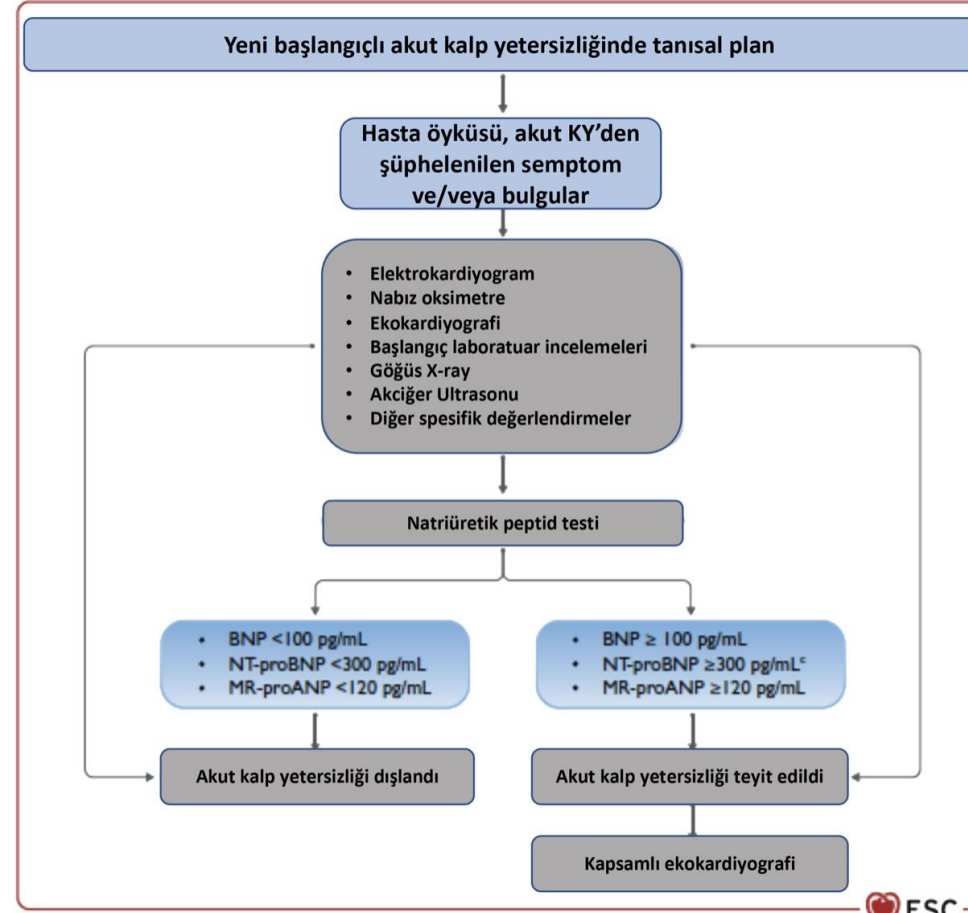 Yeni başlangıçlı akut kalp yetersizliğinde tanısal plan
Hasta öyküsü, akut KY'den
şüphelenilen semptom
ve/veya bulgular
• Elektrokardiyogram
• Nabız oksimetre
• Ekokardiyografi
• Başlangıç laboratuar incelemeleri
• Göğüs X-ray
• Akciğer Ultrasonu
• Diğer spesifik değerlendirmeler
Natriüretik peptid testi
• BNP <100 pg/mL
• NT-proBNP <300 pg/mL
• MR-proANP <120 pg/mL
• BNP ≥ 100 pg/mL
• NT-proBNP ≥300 pg/mLᶜ
• MR-proANP ≥120 pg/mL
Akut kalp yetersizliği dışlandı
Akut kalp yetersizliği teyit edildi
Kapsamlı ekokardiyografi
ESC